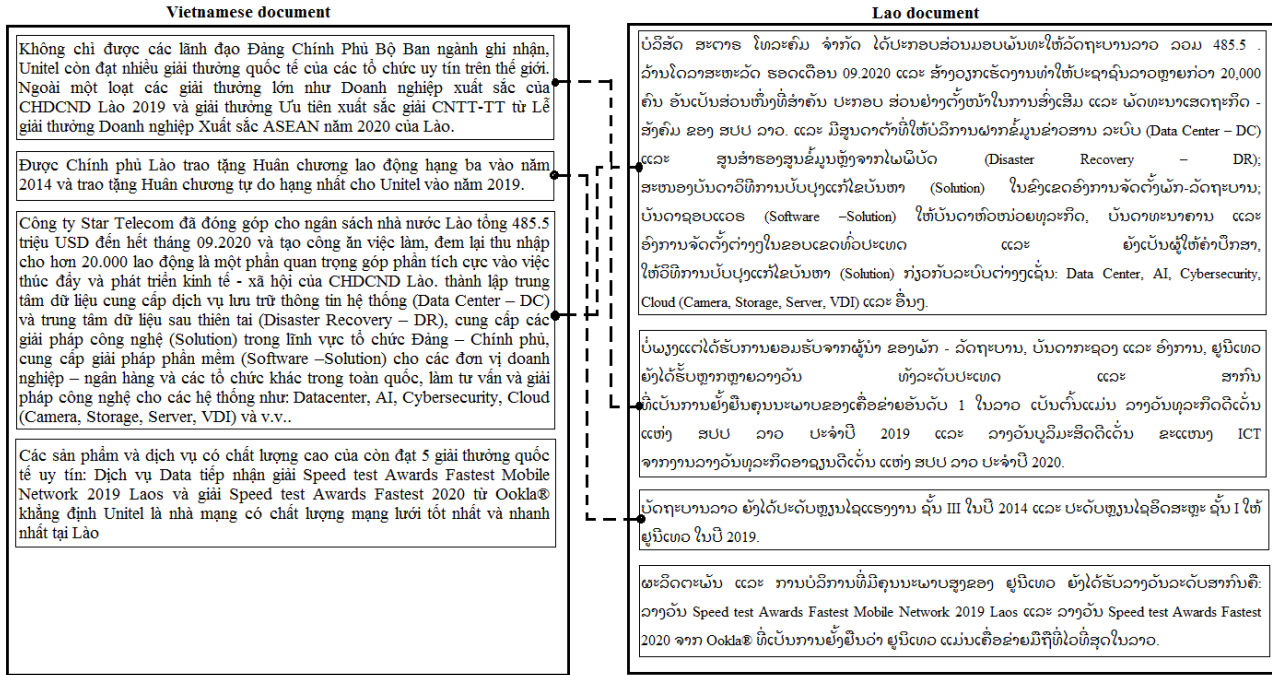 Vietnamese document
Không chỉ được các lãnh đạo Đảng Chính Phủ Bộ Ban ngành ghi nhận,
Unitel còn đạt nhiều giải thưởng quốc tế của các tổ chức uy tín trên thế giới.
Ngoài một loạt các giải thưởng lớn như Doanh nghiệp xuất sắc của
CHDCND Lào 2019 và giải thưởng Ưu tiên xuất sắc giải CNTT-TT từ Lễ
giải thưởng Doanh nghiệp Xuất sắc ASEAN năm 2020 của Lào.
Được Chính phủ Lào trao tặng Huân chương lao động hạng ba vào năm
2014 và trao tặng Huân chương tự do hạng nhất cho Unitel vào năm 2019.
Công ty Star Telecom đã đóng góp cho ngân sách nhà nước Lào tổng 485.5
triệu USD đến hết tháng 09.2020 và tạo công ăn việc làm, đem lại thu nhập
cho hơn 20.000 lao động là một phần quan trọng góp phần tích cực vào việc
thúc đẩy và phát triển kinh tế - xã hội của CHDCND Lào. thành lập trung
tâm dữ liệu cung cấp dịch vụ lưu trữ thông tin hệ thống (Data Center – DC)
và trung tâm dữ liệu sau thiên tai (Disaster Recovery – DR), cung cấp các
giải pháp công nghệ (Solution) trong lĩnh vực tổ chức Đảng – Chính phủ,
cung cấp giải pháp phần mềm (Software –Solution) cho các đơn vị doanh
nghiệp – ngân hàng và các tổ chức khác trong toàn quốc, làm tư vấn và giải
pháp công nghệ cho các hệ thống như: Datacenter, AI, Cybersecurity, Cloud
(Camera, Storage, Server, VDI) và v.v..
Các sản phẩm và dịch vụ có chất lượng cao của còn đạt 5 giải thưởng quốc
tế uy tín: Dịch vụ Data tiếp nhận giải Speed test Awards Fastest Mobile
Network 2019 Laos và giải Speed test Awards Fastest 2020 từ Ookla®
khẳng định Unitel là nhà mạng có chất lượng mạng lưới tốt nhất và nhanh
nhất tại Lào
Lao document
ບໍລິສັດ ສະຕາຣ ໂທລະຄົມ ຈຳກັດ ໄດ້ປະກອບສ່ວນມອບພັນທະໃຫ້ລັດຖະບານລາວ ລວມ 485.5 .
ລ້ານໂດລາສະຫະລັດ ຮອດເດືອນ 09.2020 ແລະ ສ້າງວຽກເຮັດງານທຳໃຫ້ປະຊາຊົນລາວຫຼາຍກ່ວາ 20,000
ຄົນ ອັນເປັນສ່ວນໜຶ່ງທີ່ສຳຄັນ ປະກອບ ສ່ວນຢ່າງຕັ້ງໜ້າໃນການສົ່ງເສີມ ແລະ ພັດທະນາເສດຖະກິດ -
ສັງຄົມ ຂອງ ສປປ ລາວ. ແລະ ມີສູນດາຕ້າທີ່ໃຫ້ບໍລິການຝາກຂໍ້ມູນຂ່າວສານ ລະບົບ (Data Center – DC)
ແລະ ສູນສຳຮອງສູນຂໍ້ມູນຫຼັງຈາກໄພພິບັດ (Disaster Recovery – DR);
ສະໜອງບັນດາວິທີການປັບປຸງແກ້ໄຂບັນຫາ (Solution) ໃນຂົງເຂດອົງການຈັດຕັ້ງພັກ-ລັດຖະບານ;
ບັນດາຊອບແວຣ (Software –Solution) ໃຫ້ບັນດາຫົວໜ່ວຍທຸລະກິດ, ບັນດາທະນາຄານ ແລະ
ອົງການຈັດຕັ້ງຕ່າງໆໃນຂອບເຂດທົ່ວປະເທດ ແລະ ຍັງເປັນຜູ້ໃຫ້ຄຳປຶກສາ,
ໃຫ້ວິທີການປັບປຸງແກ້ໄຂບັນຫາ (Solution) ກ່ຽວກັບລະບົບຕ່າງໆເຊັ່ນ: Data Center, AI, Cybersecurity,
Cloud (Camera, Storage, Server, VDI) ແລະ ອື່ນໆ.
ບໍ່ພຽງແຕ່ໄດ້ຮັບການຍອມຮັບຈາກຜູ້ນຳ ຂອງພັກ - ລັດຖະບານ, ບັນດາກະຊວງ ແລະ ອົງການ, ຢູນີເທວ
ຍັງໄດ້ຮັບຫຼາກຫຼາຍລາງວັນ ທັງລະດັບປະເທດ ແລະ ສາກົນ
ທີ່ເປັນການຢັ້ງຢືນຄຸນນະພາບຂອງເຄືອຂ່າຍອັນດັບ 1 ໃນລາວ ເປັນຕົ້ນແມ່ນ ລາງວັນທຸລະກິດດີເດັ່ນ
ແຫ່ງ ສປປ ລາວ ປະຈຳປີ 2019 ແລະ ລາງວັນບູລິມະສິດດີເດັ່ນ ຂະແໜງ ICT
ຈາກງານລາງວັນທຸລະກິດອາຊຽນດີເດັ່ນ ແຫ່ງ ສປປ ລາວ ປະຈຳປີ 2020.
ບັດຖະບານລາວ ຍັງໄດ້ປະດັບຫຼຽນໄຊແຮງງານ ຊັ້ນ III ໃນປີ 2014 ແລະ ປະດັບຫຼຽນໄຊອິດສະຫຼະ ຊັ້ນ I ໃຫ້
ຢູນີເທວ ໃນປີ 2019.
ຜະລິດຕະພັນ ແລະ ການບໍລິການທີ່ມີຄຸນນະພາບສູງຂອງ ຢູນີເທວ ຍັງໄດ້ຮັບລາງວັນລະດັບສາກົນຄື:
ລາງວັນ Speed test Awards Fastest Mobile Network 2019 Laos ແລະ ລາງວັນ Speed test Awards Fastest
2020 ຈາກ Ookla® ທີ່ເປັນການຢັ້ງຢືນວ່າ ຢູນິເທວ ແມ່ນເຄືອຂ່າຍມືຖືທີ່ໄວທີ່ສຸດໃນລາວ.